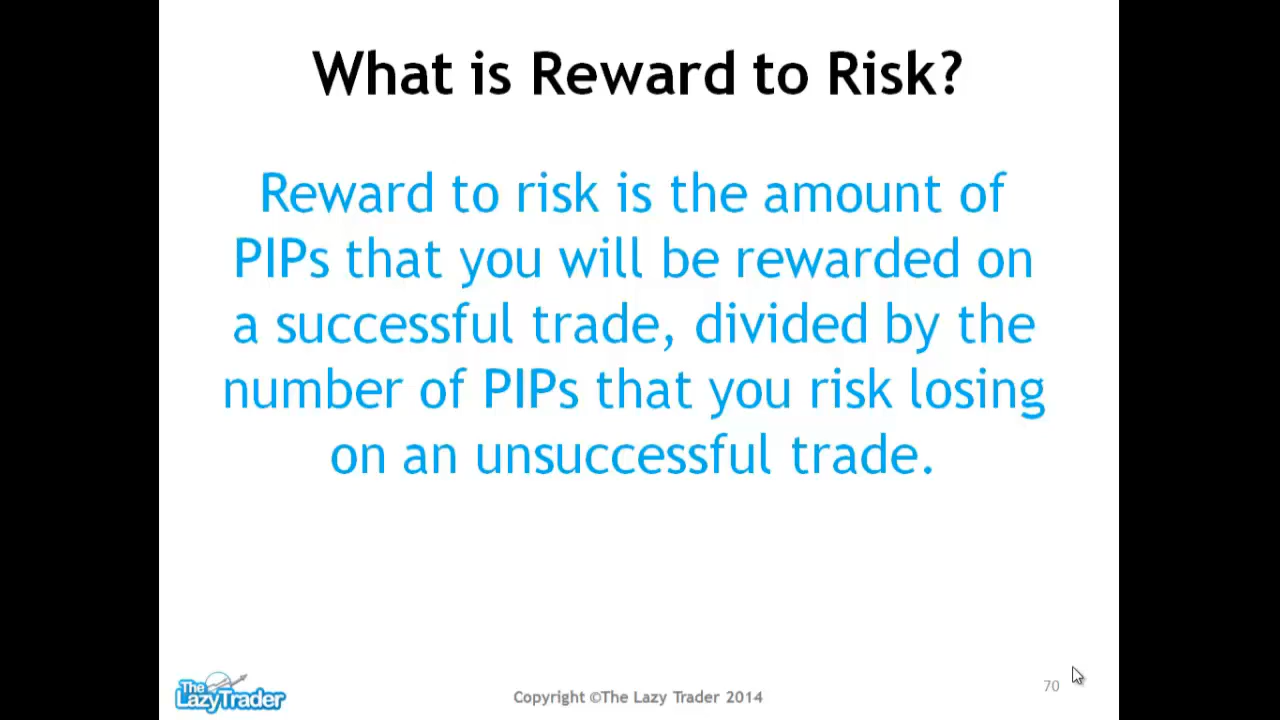 What is Reward to Risk?
Reward to risk is the amount of
PIPs that you will be rewarded on
a successful trade, divided by the
number of PIPs that you risk losing
on an unsuccessful trade.
The
LazyTrader
Copyright ©The Lazy Trader 2014
70